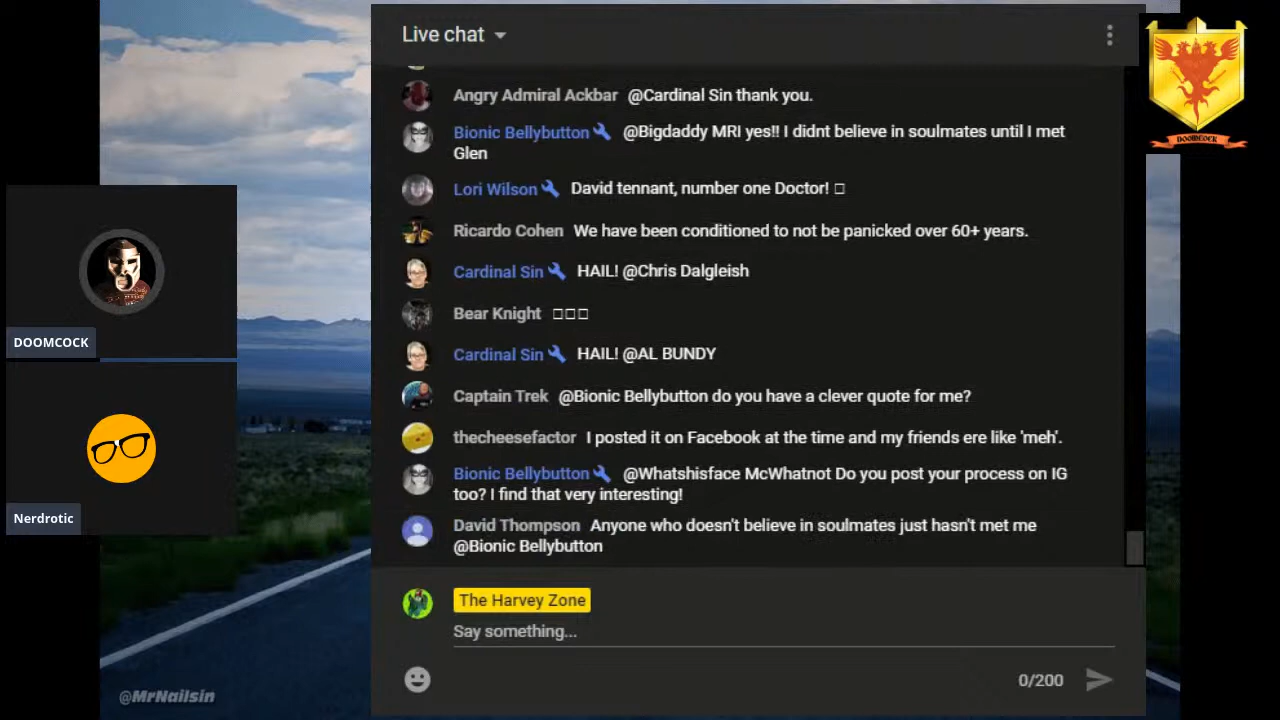 Live chat
DOOMCOCK
Angry Admiral Ackbar @Cardinal Sin thank you.
Bionic Bellybutton @Bigdaddy MRI yes!! I didnt believe in soulmates until I met
Glen
Lori Wilson David tennant, number one Doctor!
Ricardo Cohen We have been conditioned to not be panicked over 60+ years.
Cardinal Sin HAIL! @Chris Dalgleish
Bear Knight
DOOMCOCK
Cardinal Sin HAIL! @AL BUNDY
Captain Trek @Bionic Bellybutton do you have a clever quote for me?
thecheesefactor I posted it on Facebook at the time and my friends ere like 'meh'.
Bionic Bellybutton @Whatshisface McWhatnot Do you post your process on IG
too? I find that very interesting!
Nerdrotic
David Thompson Anyone who doesn't believe in soulmates just hasn't met me
@Bionic Bellybutton
The Harvey Zone
Say something...
0/200
@MrNailsin